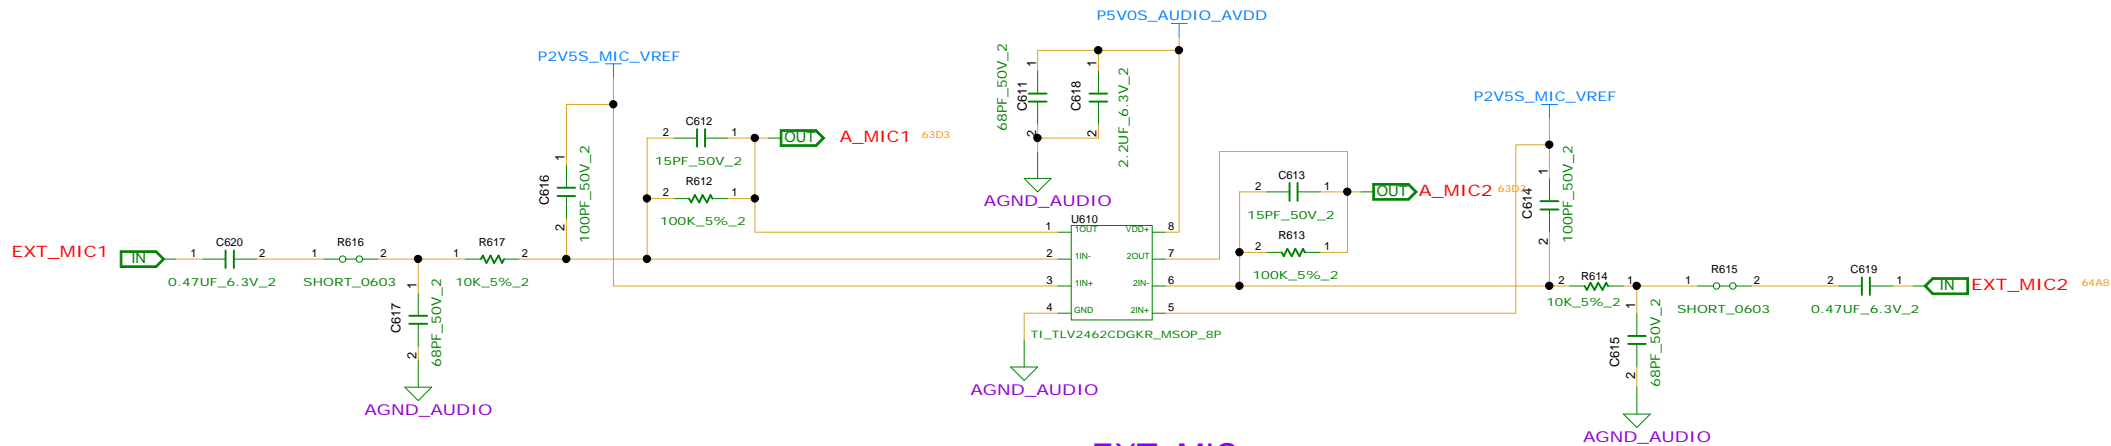 P5V0S_AUDIO_AVDD
P2V5S_MIC_VREF
1
C611
2
68PF_50V_2
1
C618
2
2.2UF_6.3V_2
P2V5S_MIC_VREF
2 C612 1
15PF_50V_2
OUT A_MIC1 63D3
1
C616
2
100PF_50V_2
2 R612 1
100K_5%_2
AGND_AUDIO
2 C613 1
15PF_50V_2
OUT A_MIC2 63D3
1
C614
2
100PF_50V_2
EXT_MIC1 IN
1 C620 2
0.47UF_6.3V_2
1 R616 2
SHORT_0603
1 R617 2
10K_5%_2
1
C617
2
68PF_50V_2
AGND_AUDIO
U610
1 1OUT VDD+ 8
2 1IN- 2OUT 7
3 1IN+ 2IN- 6
4 GND 2IN+ 5
TI_TLV2462CDGKR_MSOP_8P
AGND_AUDIO
2 R613 1
100K_5%_2
2 R614 1
10K_5%_2
1
C615
2
68PF_50V_2
AGND_AUDIO
1 R615 2
SHORT_0603
2 C619 1
0.47UF_6.3V_2
IN EXT_MIC2 64A8